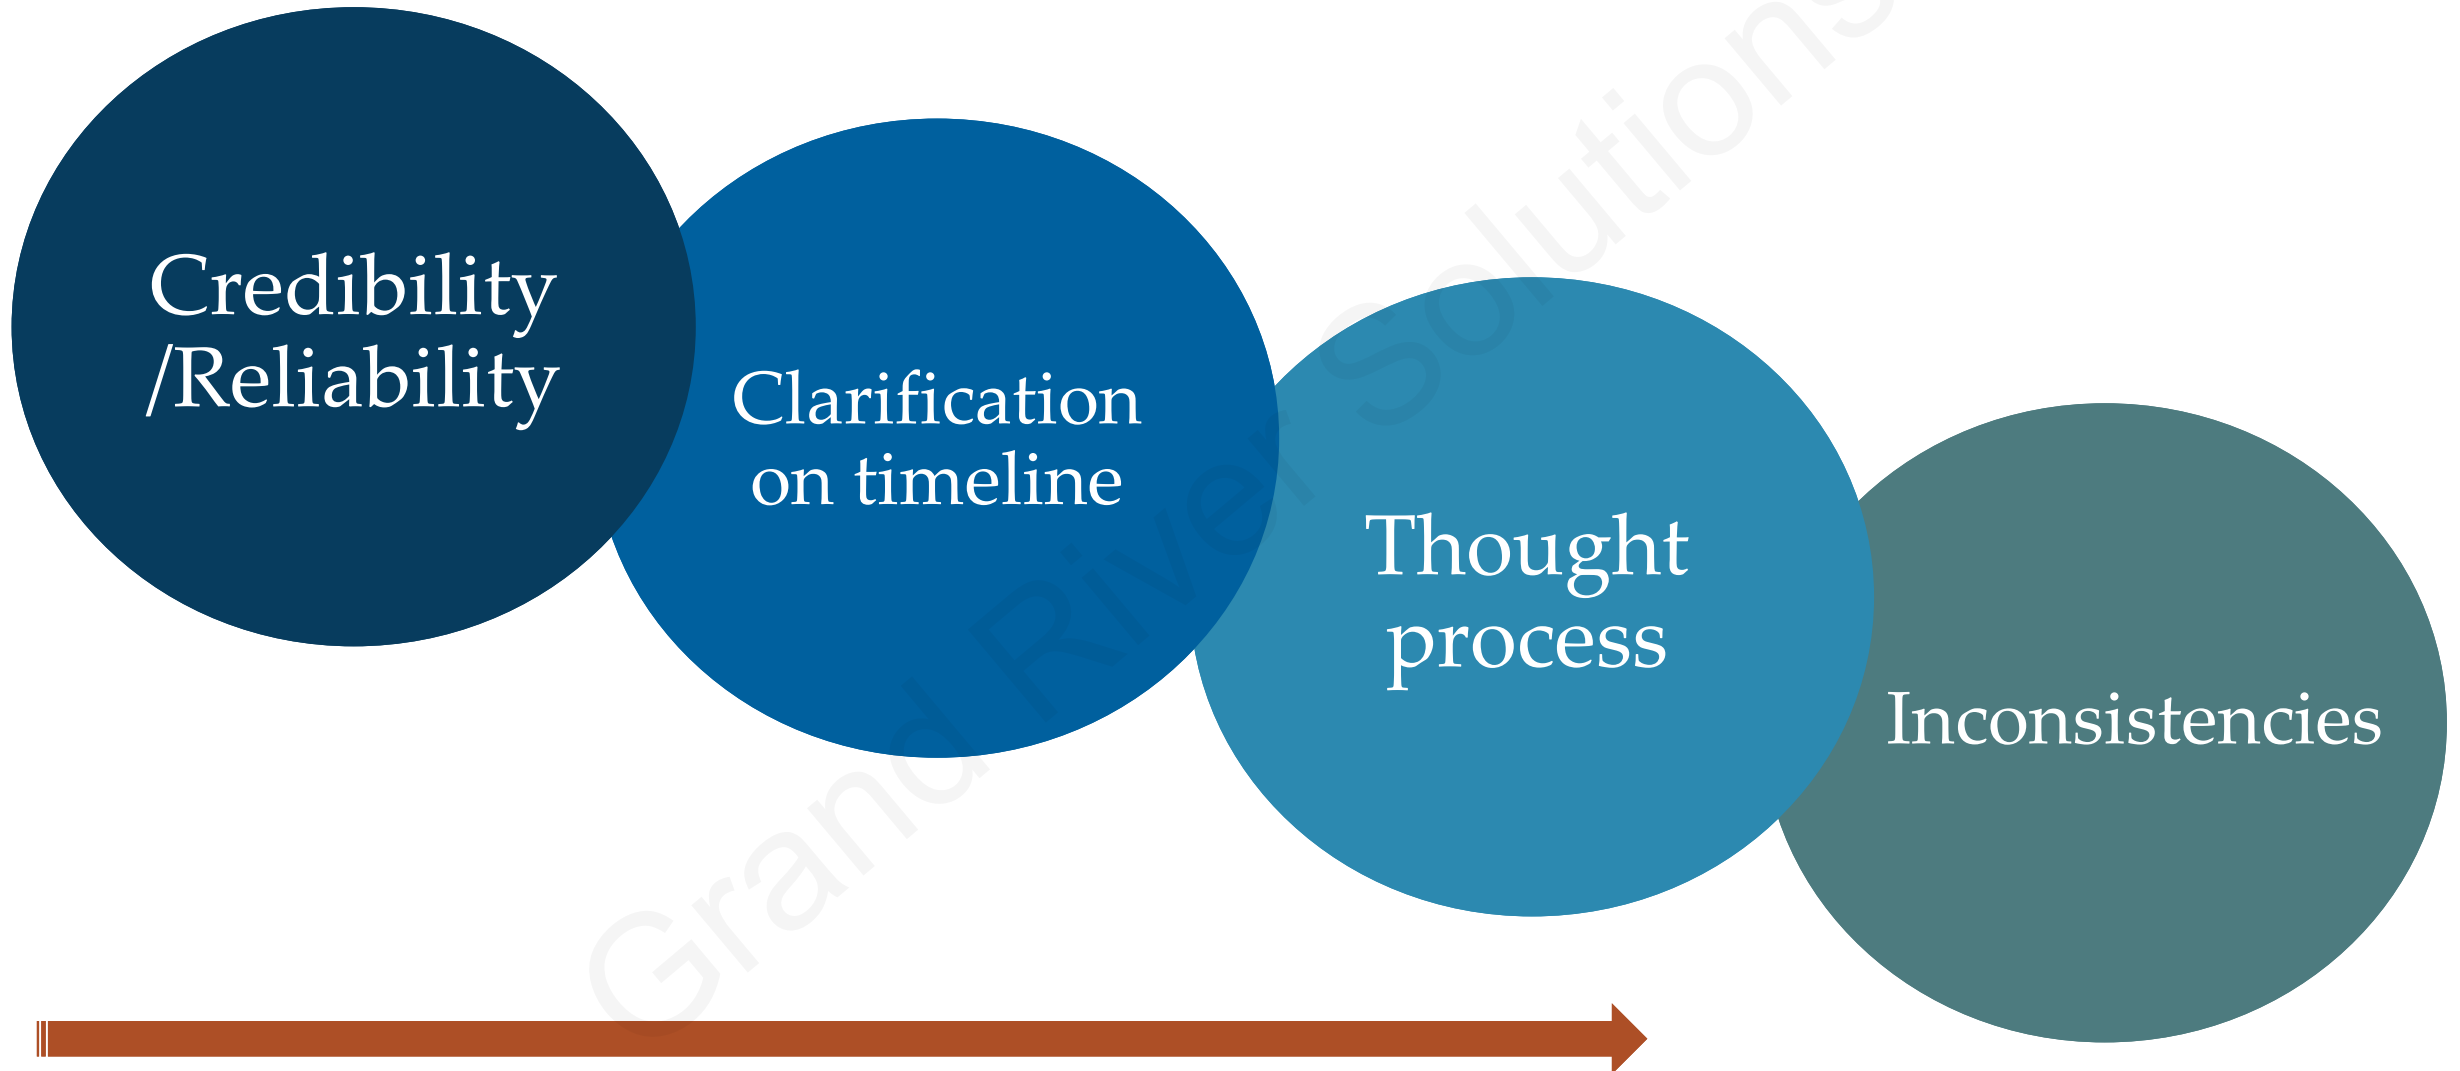 Credibility
/Reliability
Clarification
on timeline
Thought
process
Inconsistencies
Grand River Solutions